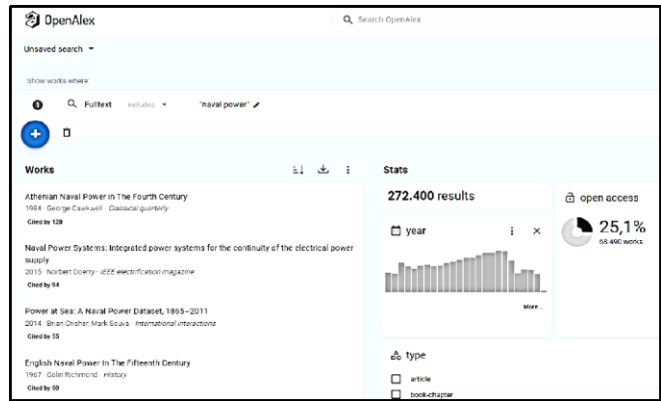 OpenAlex
Search OpenAlex
Unsaved search
Show works where:
1 Fulltext includes "naval power"
Works
Athenian Naval Power in The Fourth Century
1984 · George Cawkwell · Classical quarterly
Cited by 128
Naval Power Systems: Integrated power systems for the continuity of the electrical power
supply
2015 · Norbert Doerry · IEEE electrification magazine
Cited by 94
Power at Sea: A Naval Power Dataset, 1865–2011
2014 · Brian Crisher, Mark Souva · International interactions
Cited by 55
English Naval Power In The Fifteenth Century
1967 · Colin Richmond · History
Cited by 50
Stats
272.400 results
year
More...
type
article
book-chapter
open access
25,1%
68.490 works